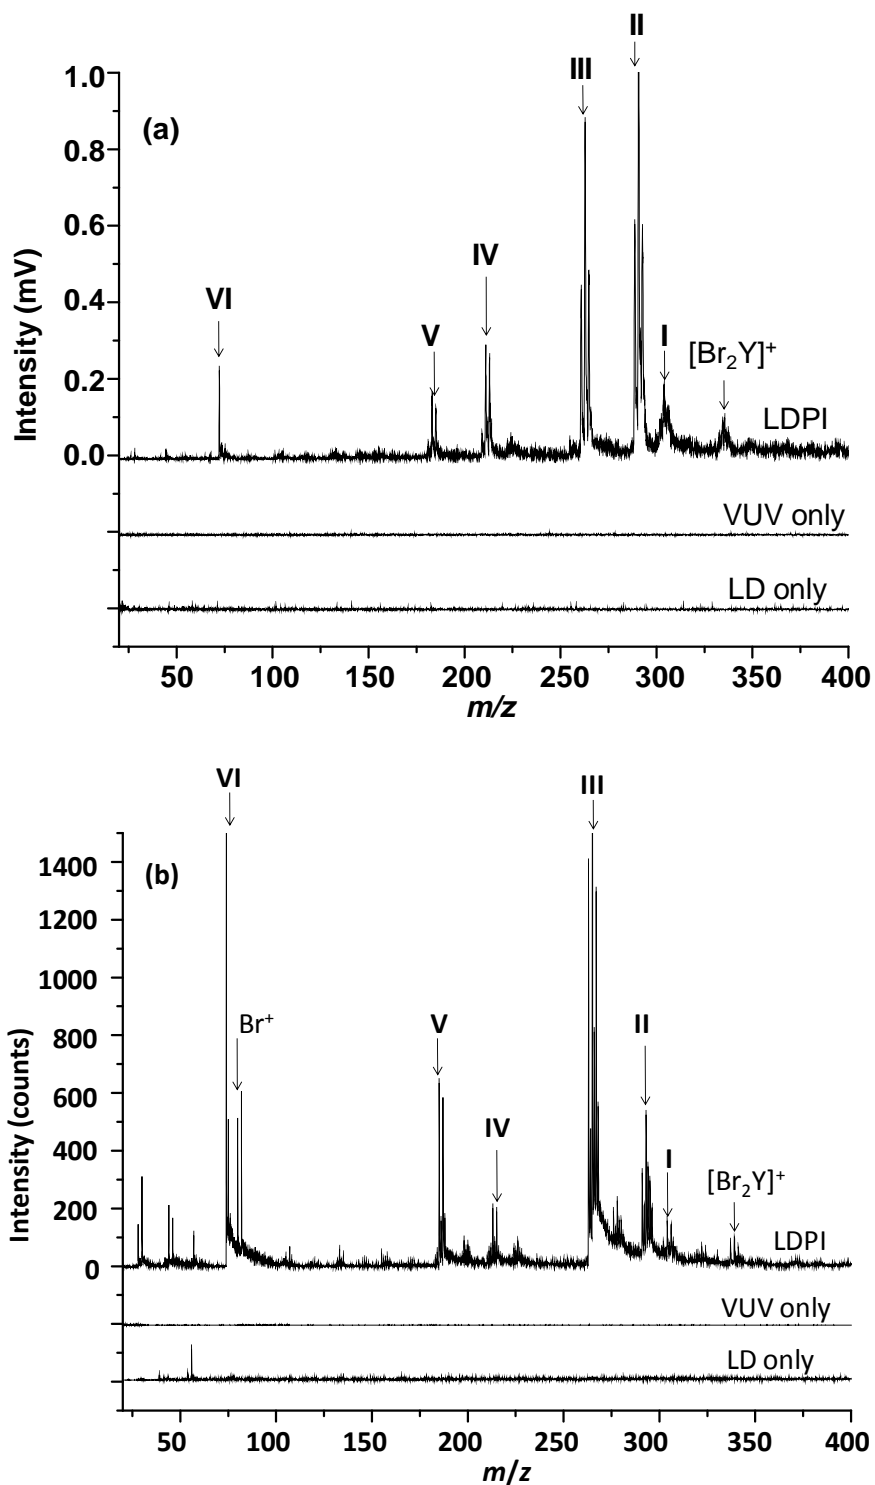 II
III
1.0
(a)
0.8
0.6
IV
0.4
VI
V
I
[Br₂Y]⁺
0.2
LDPI
0.0
VUV only
LD only
Intensity (mV)
50 100 150 200 250 300 350 400
m/z
VI
III
1400
(b)
1200
1000
Br⁺
V
II
800
600
IV
I
400
[Br₂Y]⁺
200
LDPI
0
VUV only
LD only
Intensity (counts)
50 100 150 200 250 300 350 400
m/z